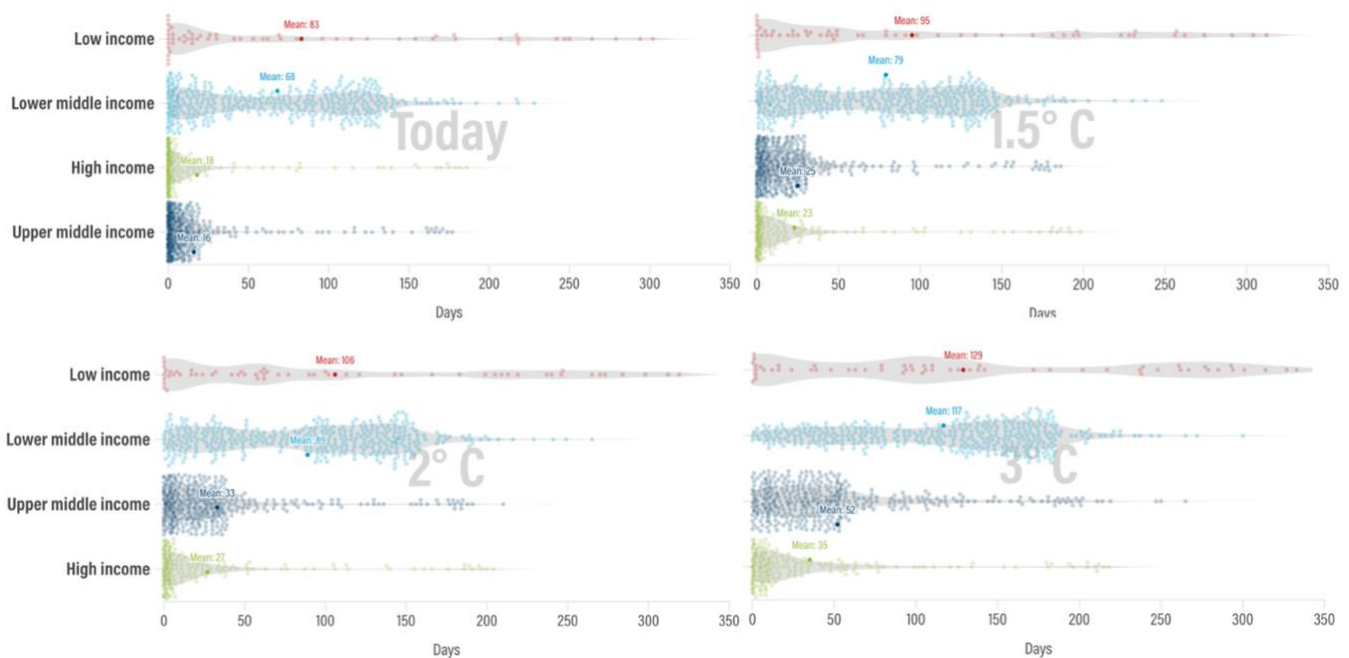 Low income
Mean: 83
Lower middle income
Mean: 68
Today
High income
Mean: 18
Upper middle income
Mean: 16
0 50 100 150 200 250 300 350
Days
Mean: 95
Mean: 79
1.5° C
Mean: 25
Mean: 23
0 50 100 150 200 250 300 350
Days
Low income
Mean: 106
Lower middle income
Mean: 89
2° C
Upper middle income
Mean: 33
High income
Mean: 27
0 50 100 150 200 250 300 350
Days
Mean: 129
Mean: 117
3° C
Mean: 52
Mean: 35
0 50 100 150 200 250 300 350
Days